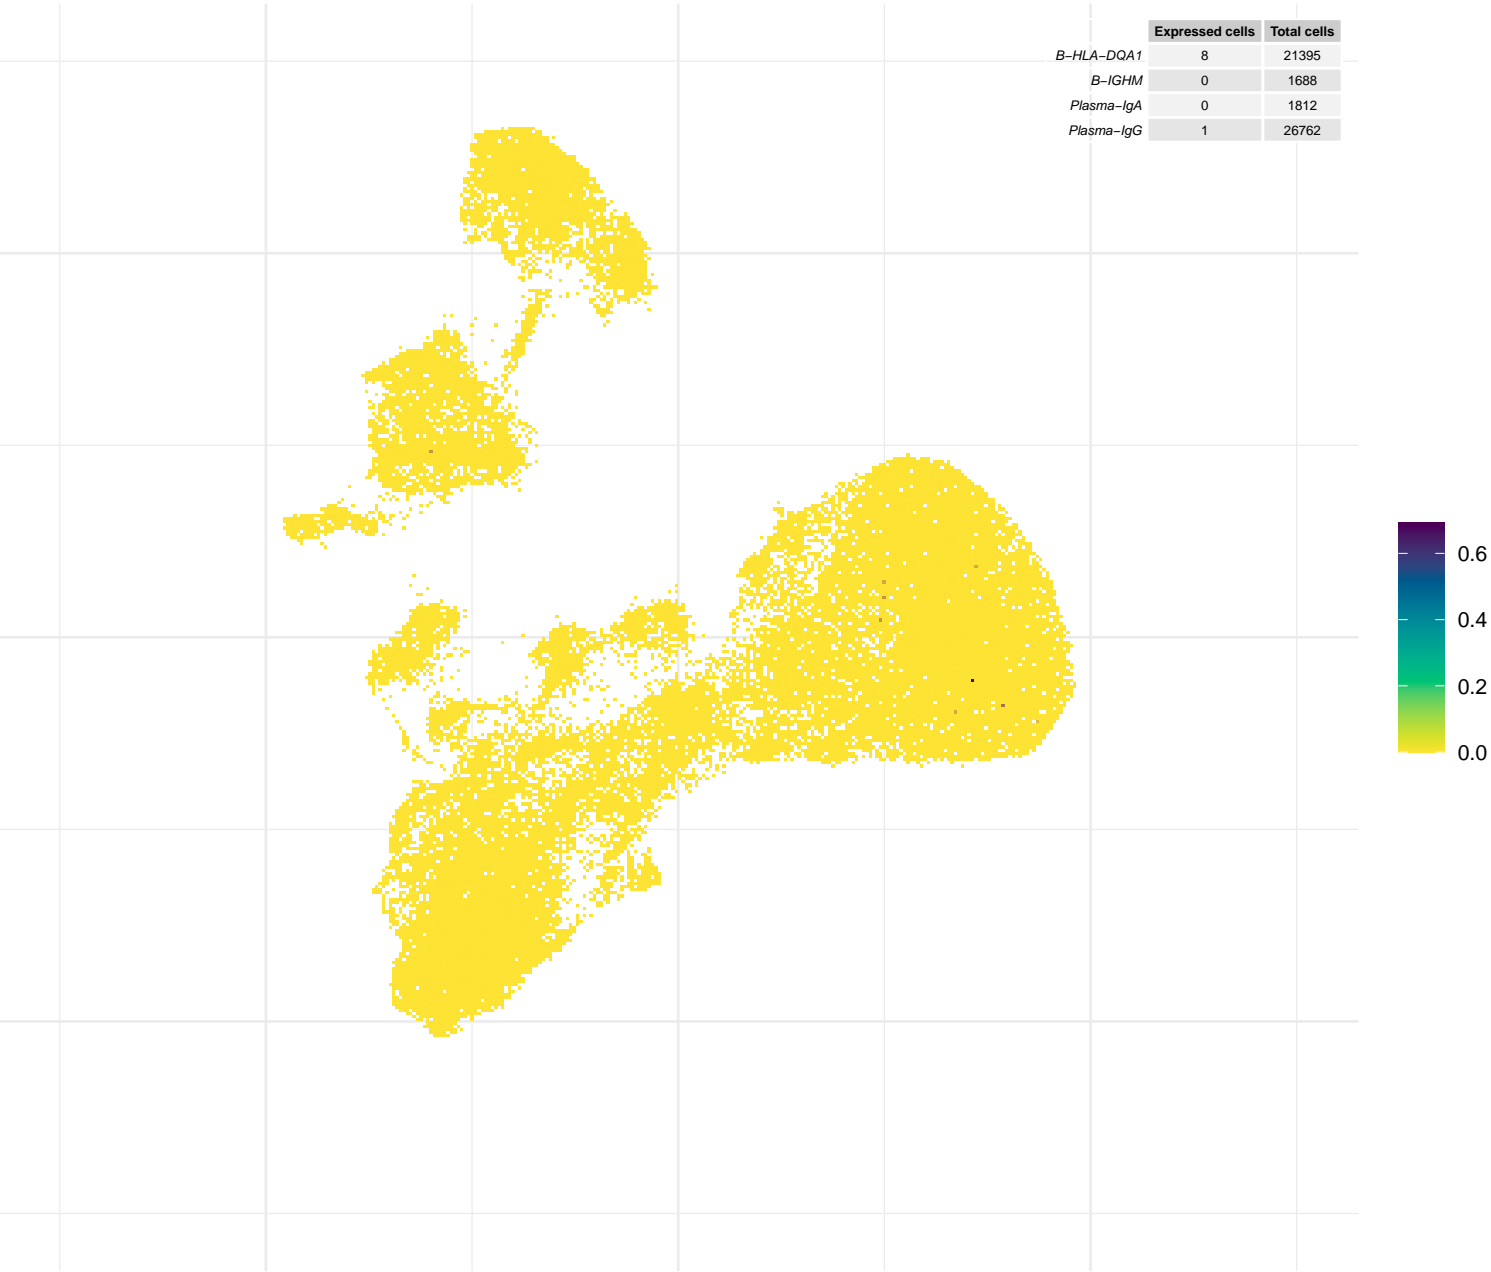 Expressed cells Total cells
B−HLA−DQA1 8 21395
B−IGHM 0 1688
Plasma−IgA 0 1812
Plasma−IgG 1 26762
0.6
0.4
0.2
0.0